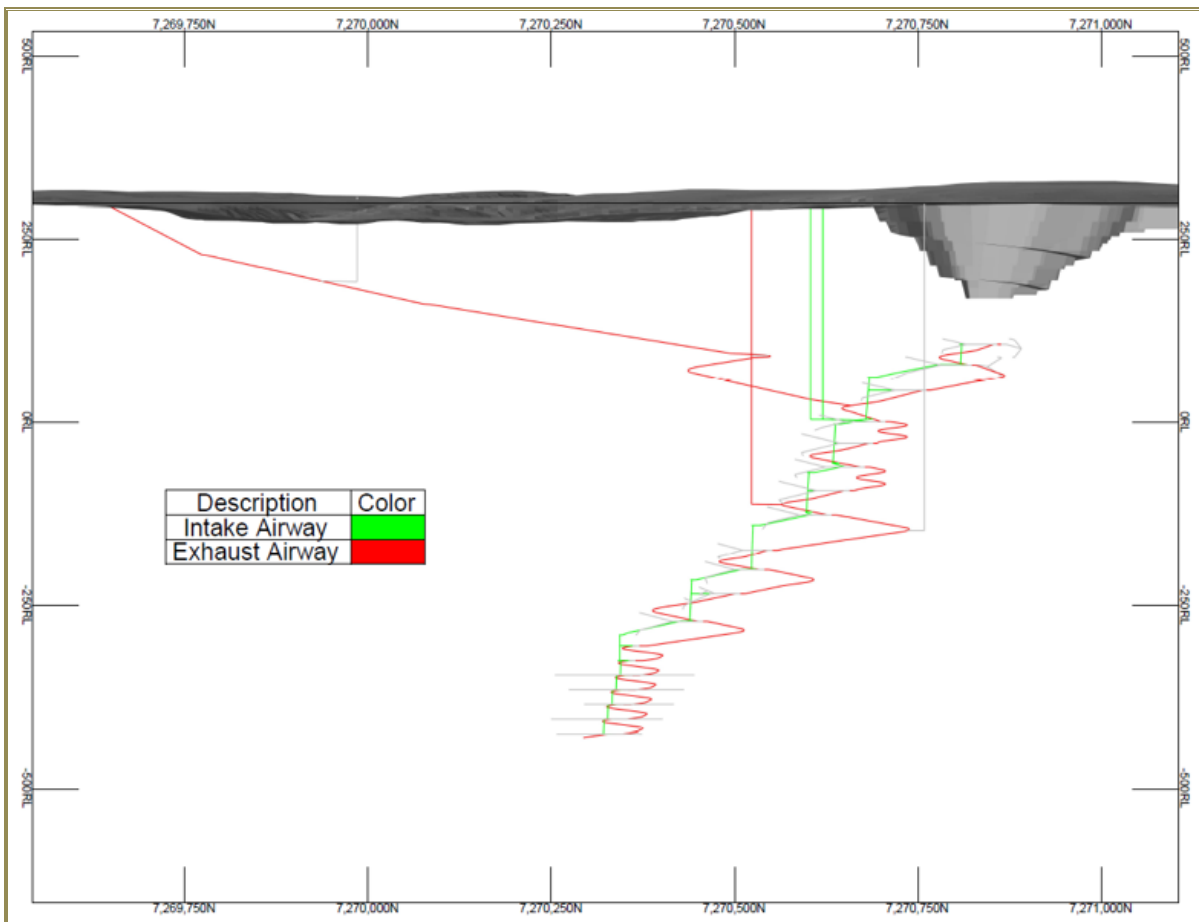 7,269,750N 7,270,000N 7,270,250N 7,270,500N 7,270,750N 7,271,000N
500RL 500RL
250RL 250RL
0RL 0RL
Description Color
Intake Airway
Exhaust Airway
-250RL -250RL
-500RL -500RL
7,269,750N 7,270,000N 7,270,250N 7,270,500N 7,270,750N 7,271,000N